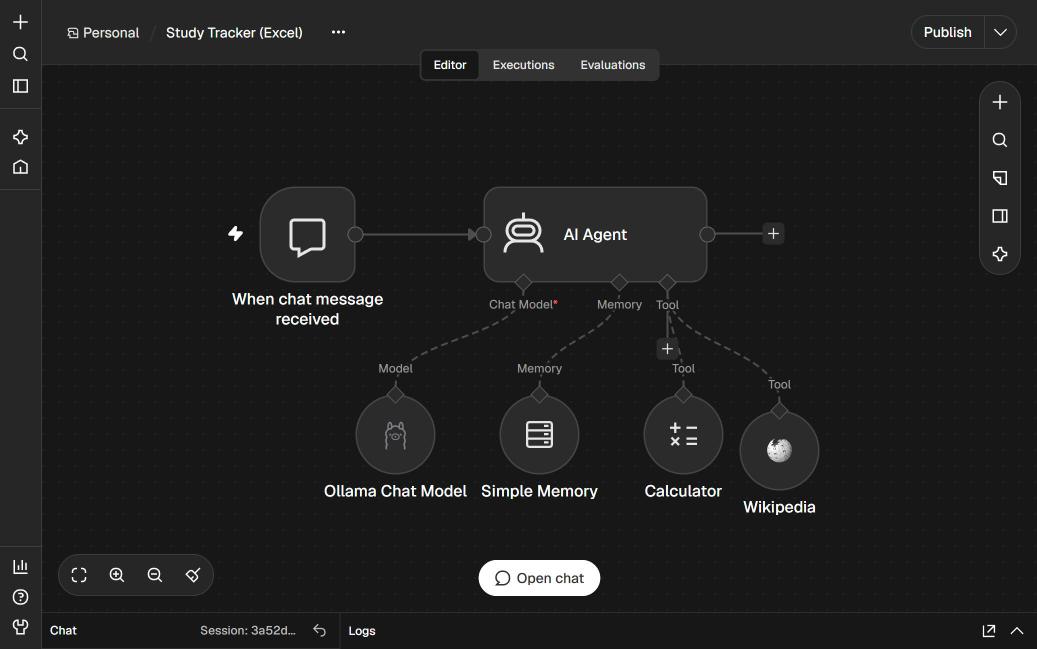 Personal / Study Tracker (Excel)
Publish
Editor Executions Evaluations
AI Agent
When chat message
received
Chat Model* Memory Tool
Model Memory Tool Tool
Ollama Chat Model Simple Memory Calculator
Wikipedia
Open chat
Chat Session: 3a52d... Logs